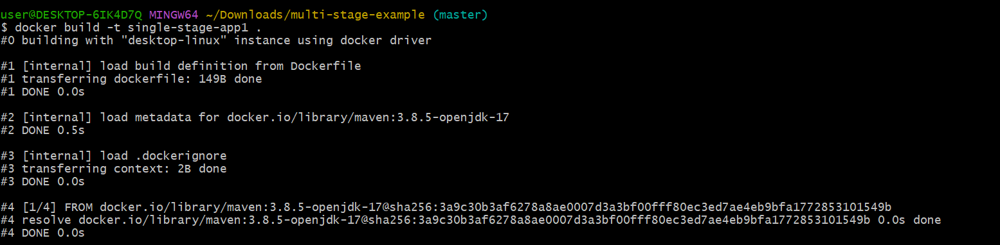 user@DESKTOP-6IK4D7Q MINGW64 ~/Downloads/multi-stage-example (master)
$ docker build -t single-stage-app1 .
#0 building with "desktop-linux" instance using docker driver
#1 [internal] load build definition from Dockerfile
#1 transferring dockerfile: 149B done
#1 DONE 0.0s
#2 [internal] load metadata for docker.io/library/maven:3.8.5-openjdk-17
#2 DONE 0.5s
#3 [internal] load .dockerignore
#3 transferring context: 2B done
#3 DONE 0.0s
#4 [1/4] FROM docker.io/library/maven:3.8.5-openjdk-17@sha256:3a9c30b3af6278a8ae0007d3a3bf00fff80ec3ed7ae4eb9bfa1772853101549b
#4 resolve docker.io/library/maven:3.8.5-openjdk-17@sha256:3a9c30b3af6278a8ae0007d3a3bf00fff80ec3ed7ae4eb9bfa1772853101549b 0.0s done
#4 DONE 0.0s